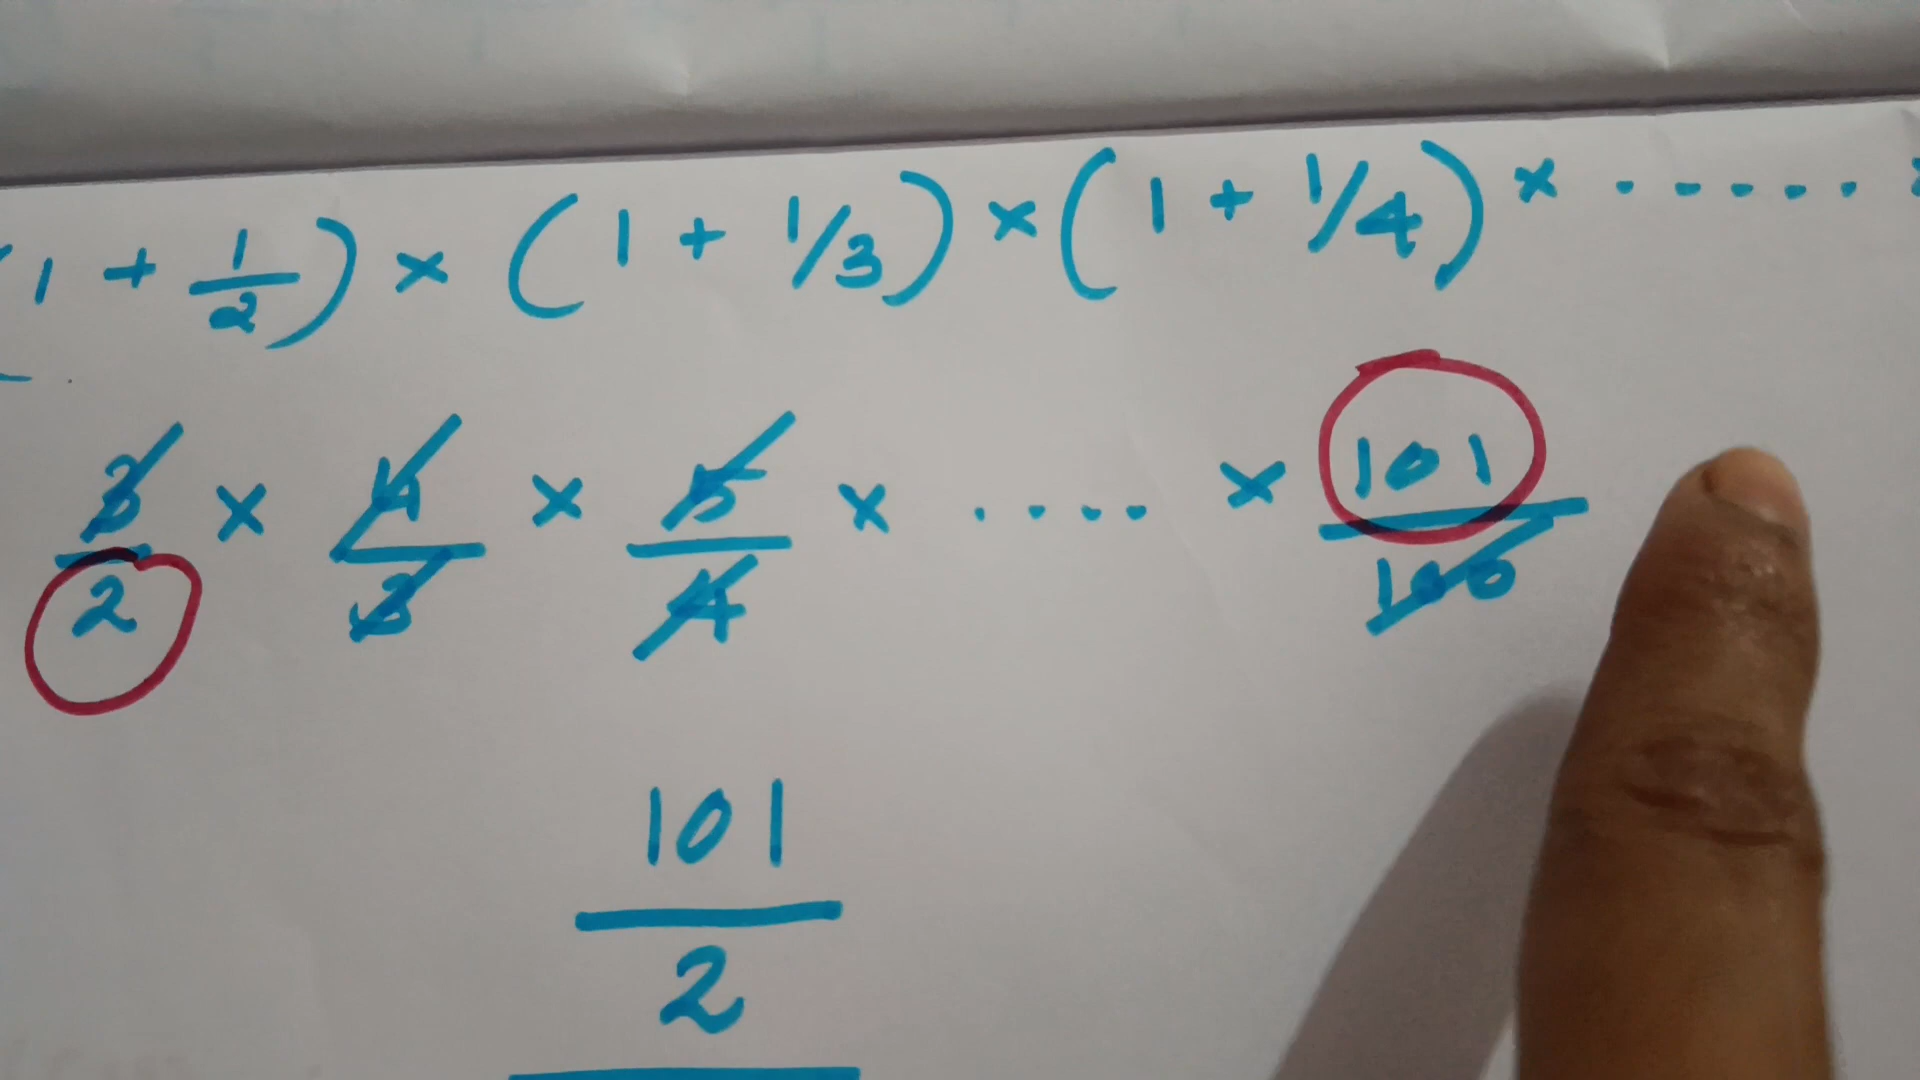 (1 + 1/2) × (1 + 1/3) × (1 + 1/4) × ..... ×
3/2 × 4/3 × 5/4 × .... × 101/100
101/2